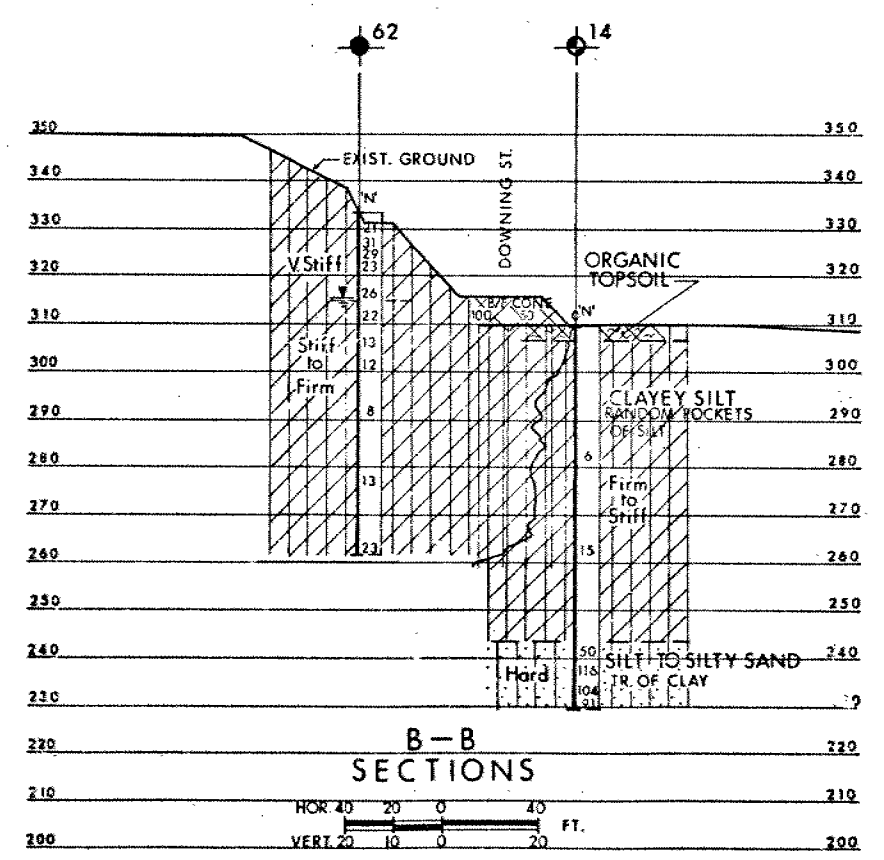 62
14
350 350
EXIST. GROUND
340 340
'N'
DOWNING ST.
330 330
21
31
29
V. Stiff 23
320 320
ORGANIC
TOPSOIL
26
B/F CONE
100 50
'N'
22
310 310
Stiff
to
Firm
13
12
300 300
CLAYEY SILT
RANDOM POCKETS
OF SILT
8
290 290
6
280 280
13
Firm
to
Stiff
270 270
23
15
260 260
250 250
50
240 240
SILT TO SILTY SAND
TR. OF CLAY
Hard
116
104
91
230
B-B
SECTIONS
220 220
210 210
HOR. 40 20 0 40
FT.
VERT. 20 10 0 20
200 200